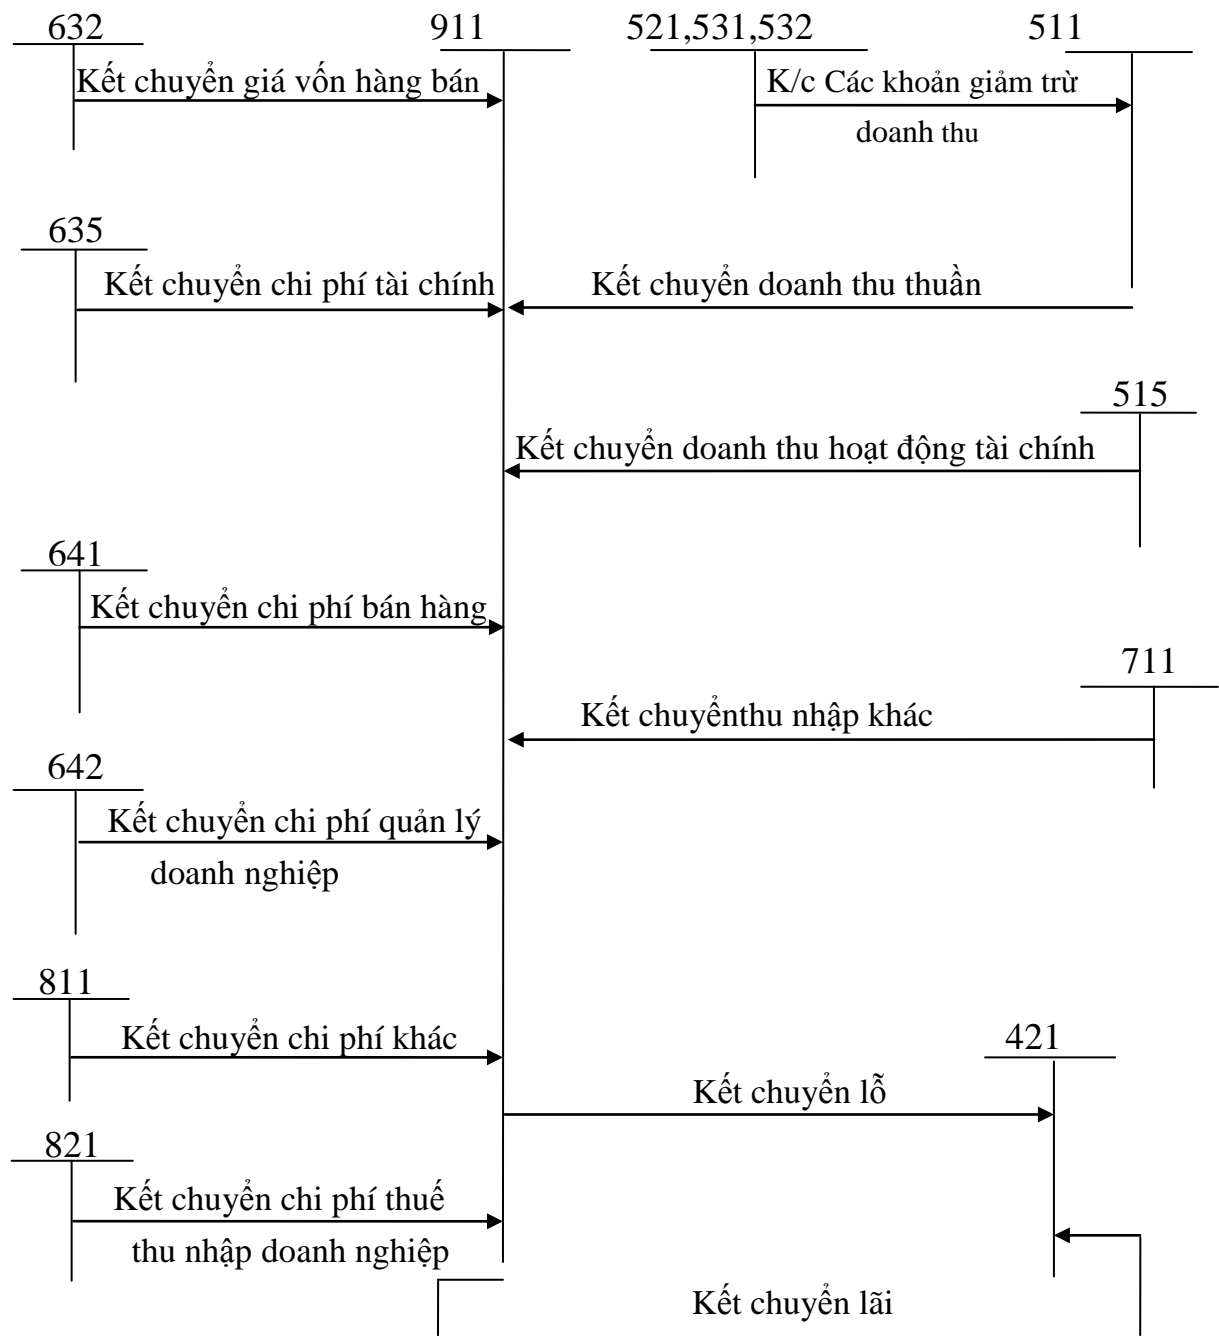 632
911
521,531,532
511
Kết chuyển giá vốn hàng bán
K/c Các khoản giảm trừ
doanh thu
635
Kết chuyển chi phí tài chính
Kết chuyển doanh thu thuần
515
Kết chuyển doanh thu hoạt động tài chính
641
Kết chuyển chi phí bán hàng
711
Kết chuyểnthu nhập khác
642
Kết chuyển chi phí quản lý
doanh nghiệp
811
Kết chuyển chi phí khác
421
Kết chuyển lỗ
821
Kết chuyển chi phí thuế
thu nhập doanh nghiệp
Kết chuyển lãi